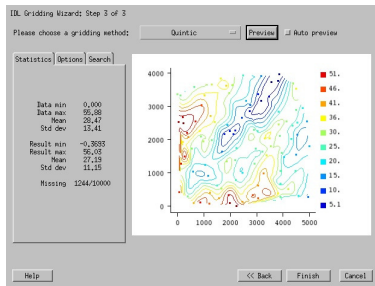 IDL Gridding Wizard: Step 3 of 3
Please choose a gridding method:
Quintic
Preview
Auto preview
Statistics
Options
Search
Data min 0.000
Data max 55.88
Mean 28.47
Std dev 13.41
Result min -0.3693
Result max 56.03
Mean 27.19
Std dev 11.15
Missing 1244/10000
4000
3000
2000
1000
0
0 1000 2000 3000 4000 5000
51.
46.
41.
36.
30.
25.
20.
15.
10.
5.1
Help
<< Back
Finish
Cancel